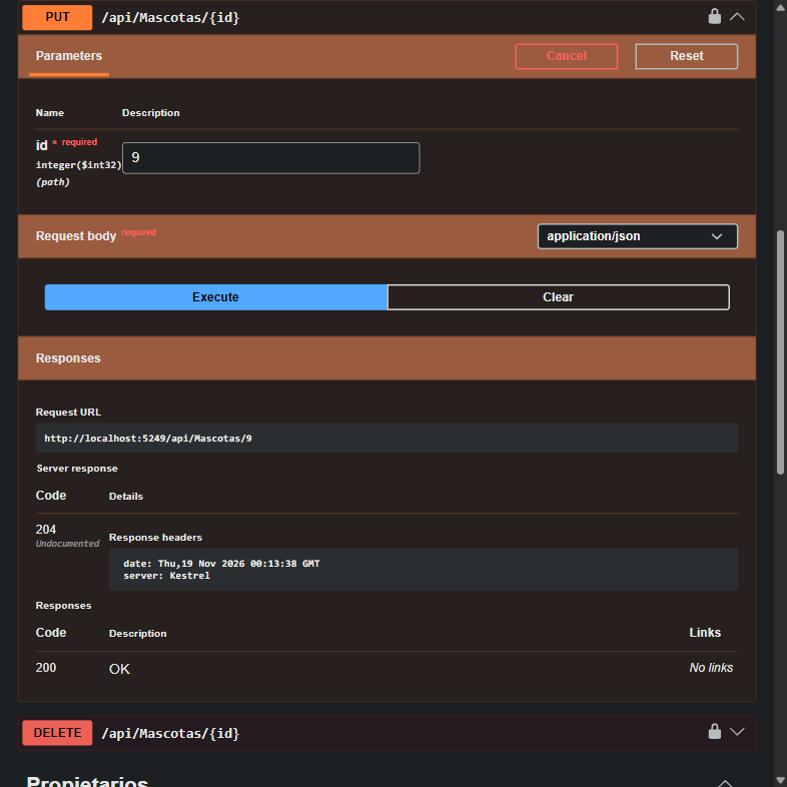 PUT /api/Mascotas/{id}
Parameters Cancel Reset
Name Description
id * required
integer($int32) 9
(path)
Request body required application/json
Execute Clear
Responses
Request URL
http://localhost:5249/api/Mascotas/9
Server response
Code Details
204
Undocumented Response headers
date: Thu,19 Nov 2026 00:13:38 GMT
server: Kestrel
Responses
Code Description Links
200 OK No links
DELETE /api/Mascotas/{id}
Propietarios